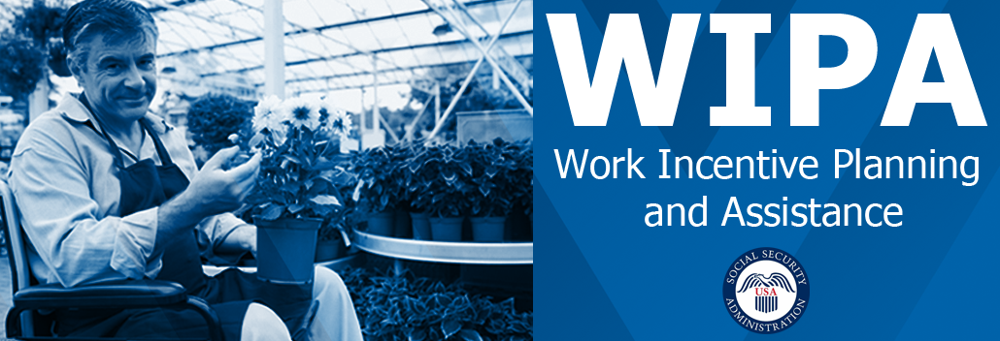 WIPA
Work Incentive Planning
and Assistance
SOCIAL SECURITY
USA
ADMINISTRATION